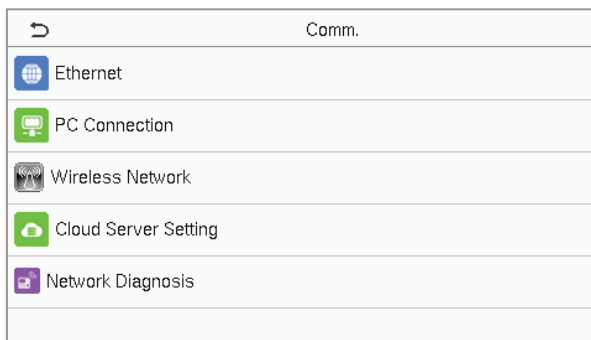 Comm.
Ethernet
PC Connection
Wireless Network
Cloud Server Setting
Network Diagnosis